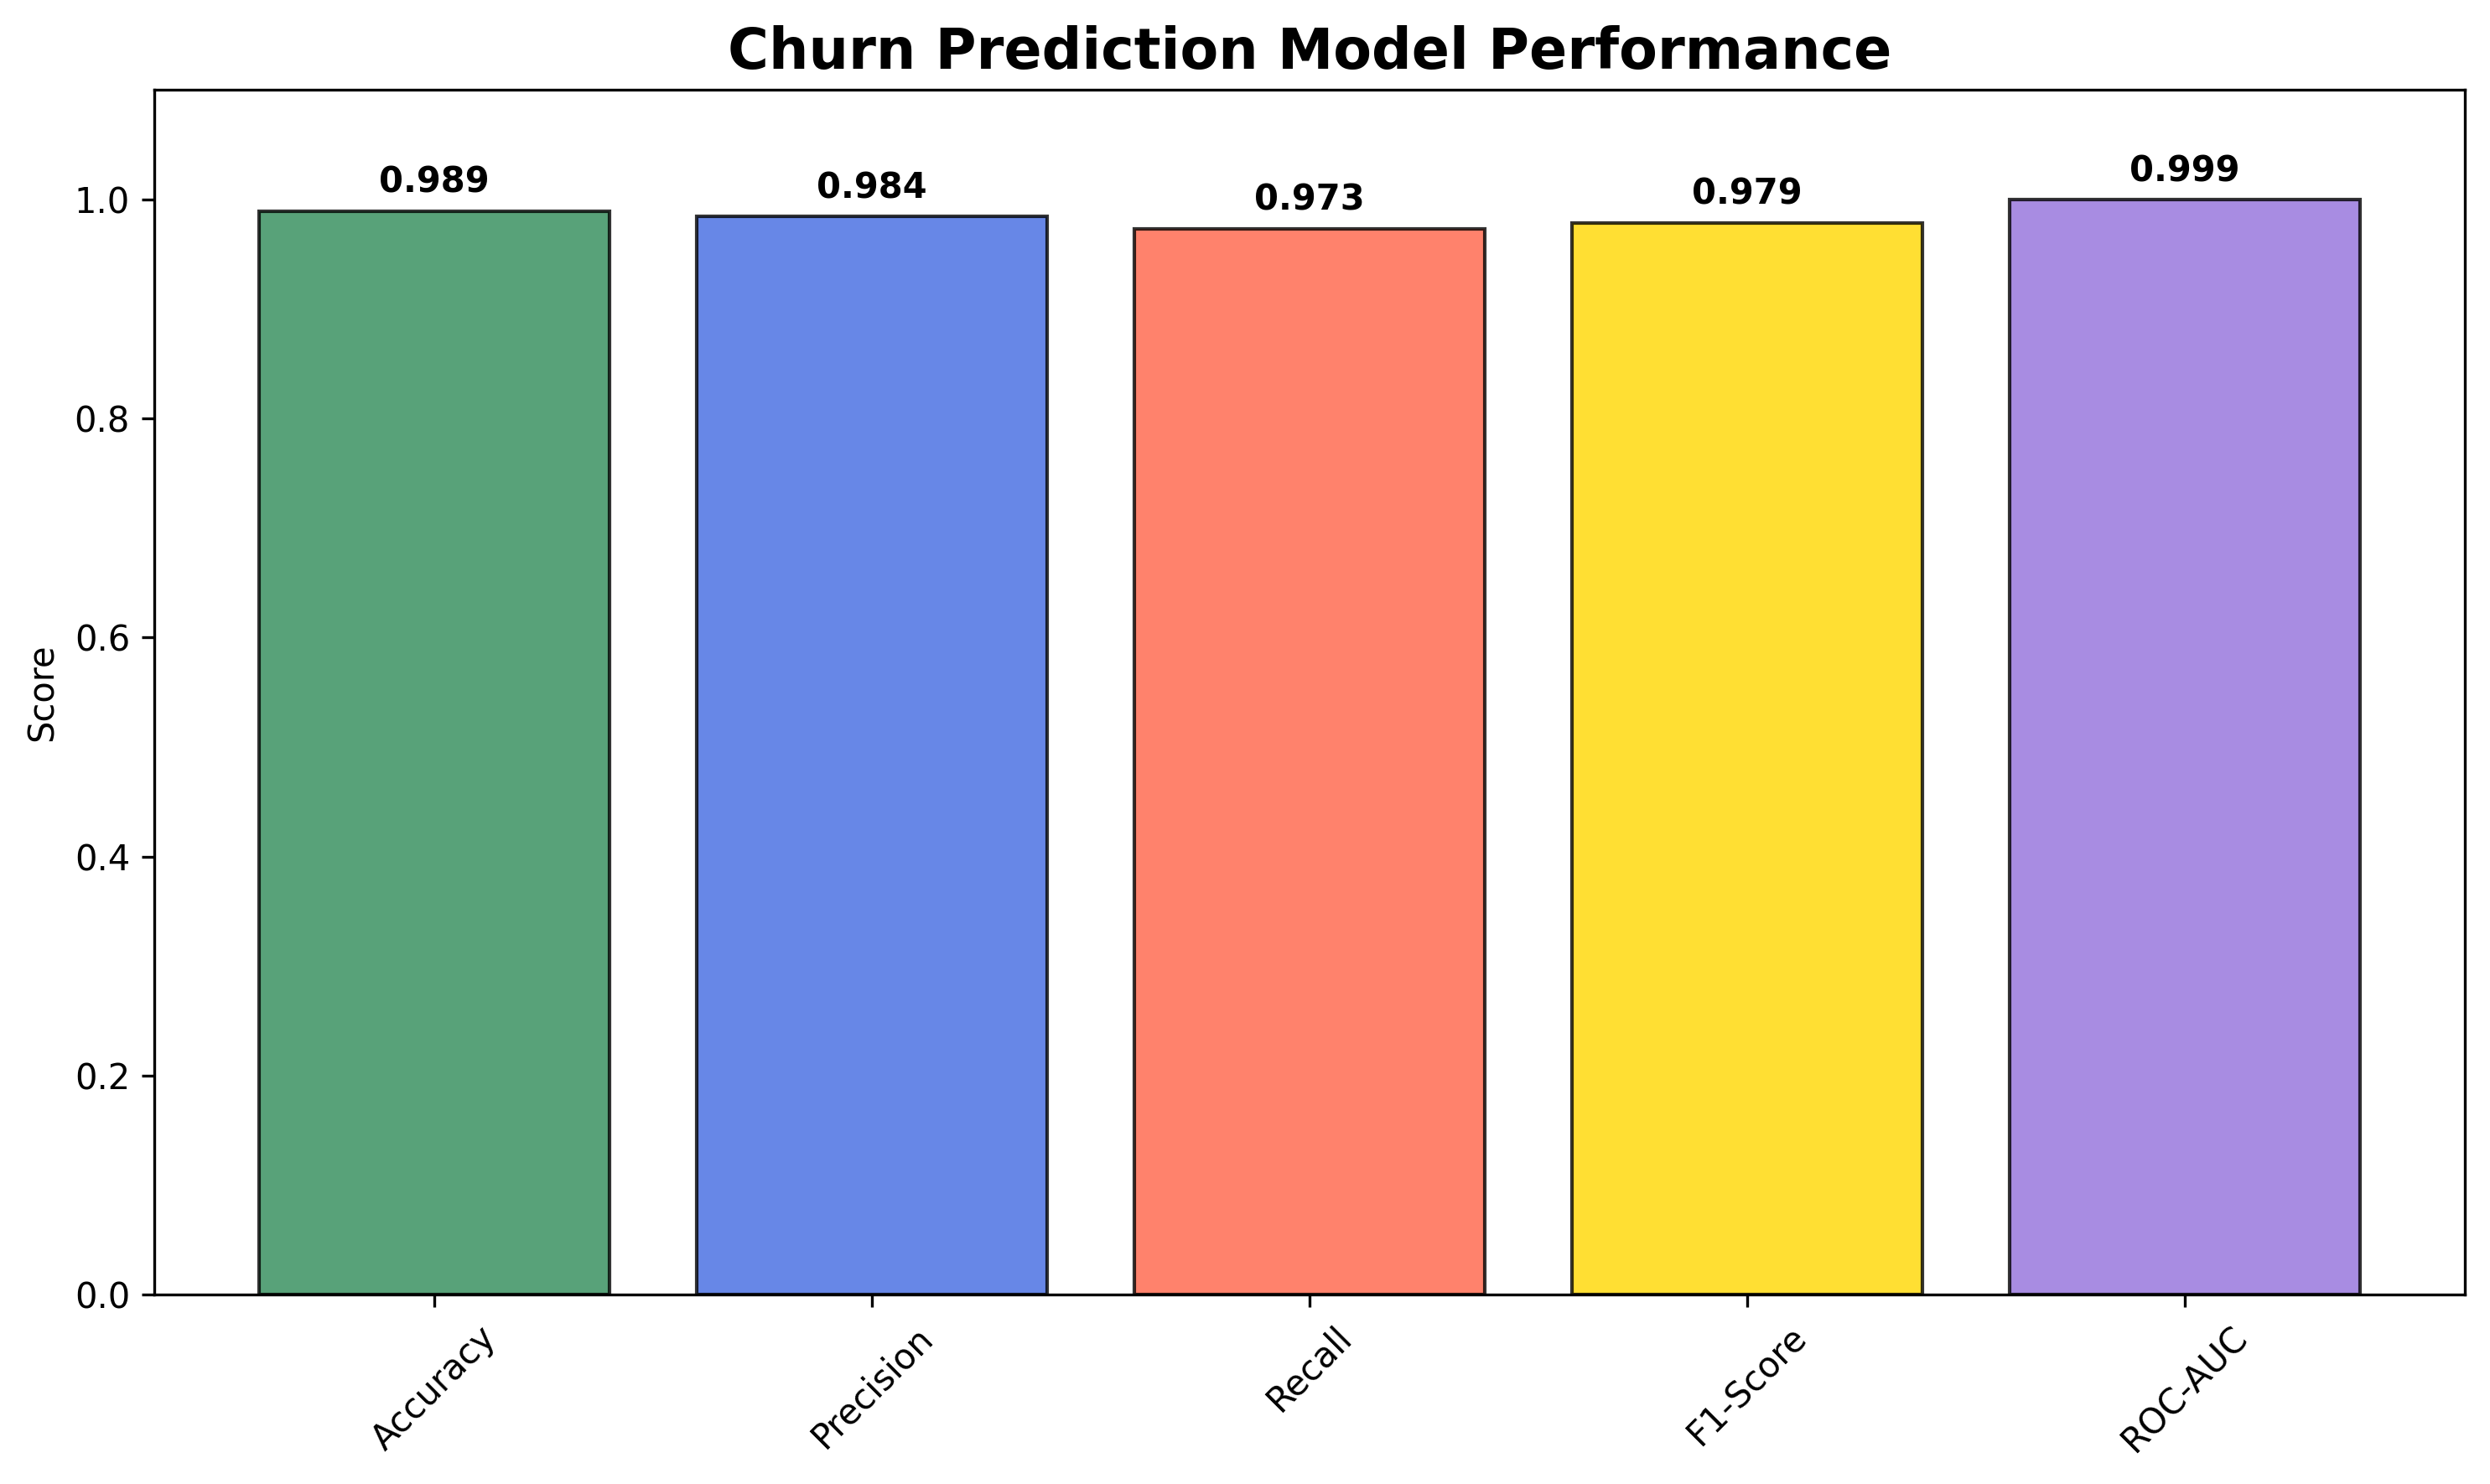 Churn Prediction Model Performance
0.989
0.984
0.973
0.979
0.999
1.0
0.8
0.6
0.4
0.2
0.0
Score
Accuracy
Precision
Recall
F1-Score
ROC-AUC